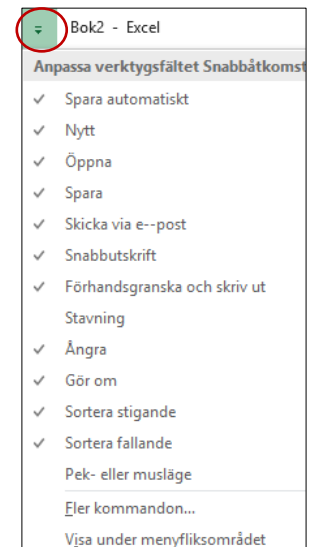 Bok2 - Excel
Anpassa verktygsfältet Snabbåtkomst
Spara automatiskt
Nytt
Öppna
Spara
Skicka via e--post
Snabbutskrift
Förhandsgranska och skriv ut
Stavning
Ångra
Gör om
Sortera stigande
Sortera fallande
Pek- eller musläge
Fler kommandon...
Visa under menyfliksområdet